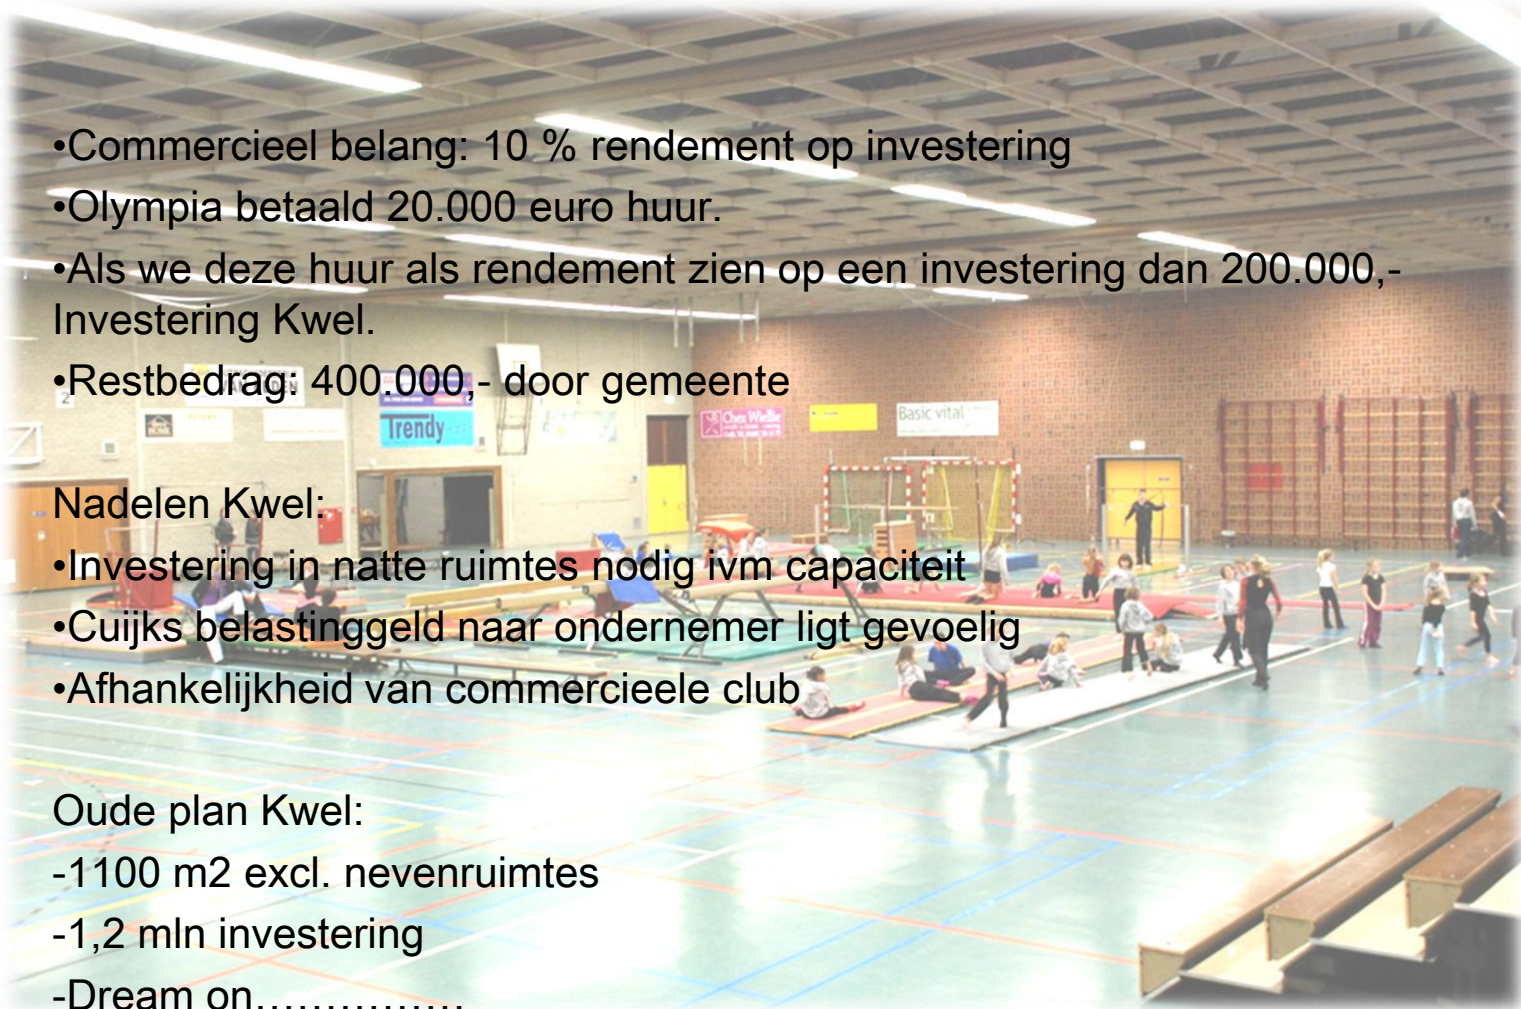 •Commercieel belang: 10 % rendement op investering
•Olympia betaald 20.000 euro huur.
•Als we deze huur als rendement zien op een investering dan 200.000,-
Investering Kwel.
•Restbedrag: 400.000,- door gemeente
2
Trendy
Chez Wielbe
Basic vital
Nadelen Kwel:
•Investering in natte ruimtes nodig ivm capaciteit
•Cuijks belastinggeld naar ondernemer ligt gevoelig
•Afhankelijkheid van commercieele club
Oude plan Kwel:
-1100 m2 excl. nevenruimtes
-1,2 mln investering
-Dream on……………